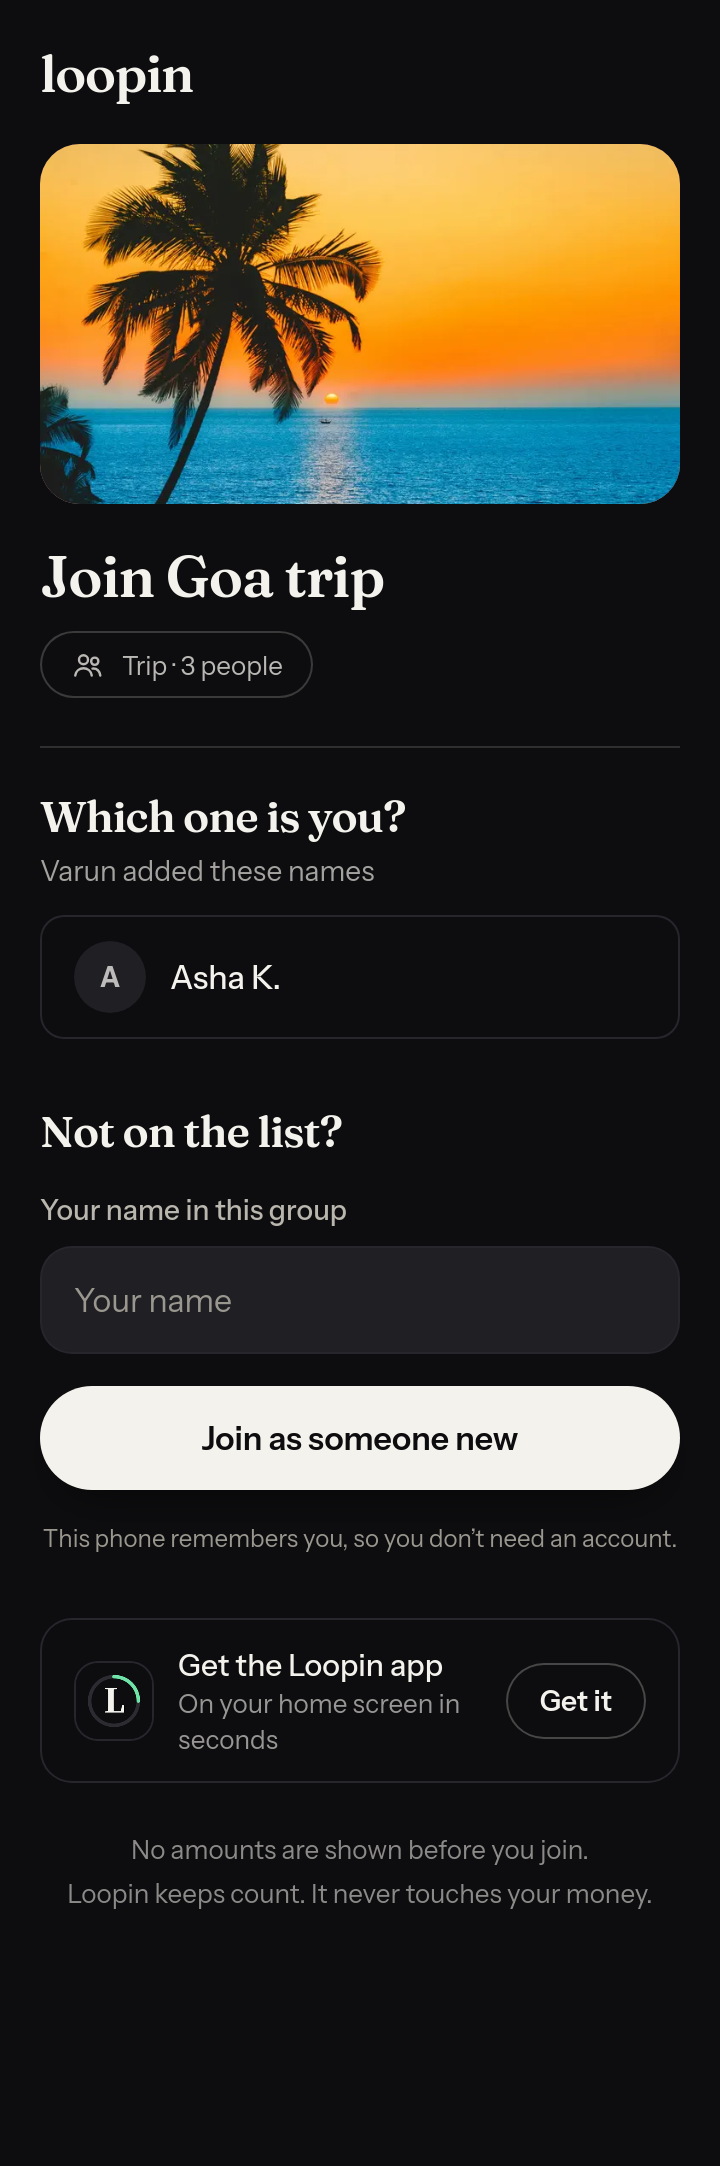 loopin
Join Goa trip
Trip · 3 people
Which one is you?
Varun added these names
A
Asha K.
Not on the list?
Your name in this group
Your name
Join as someone new
This phone remembers you, so you don’t need an account.
L
Get the Loopin app
On your home screen in
seconds
Get it
No amounts are shown before you join.
Loopin keeps count. It never touches your money.